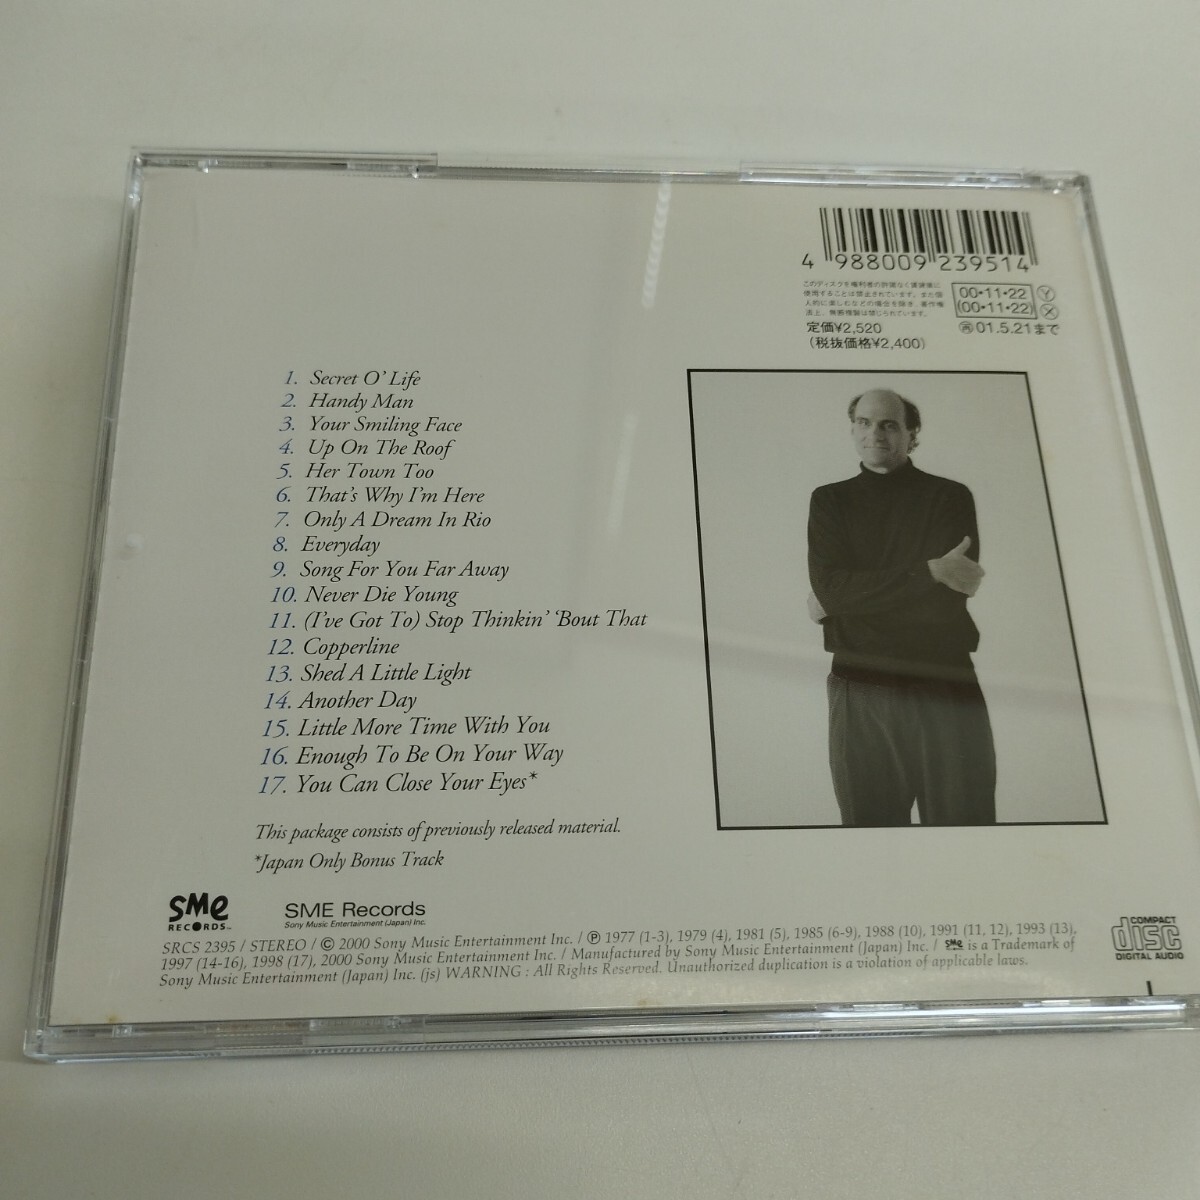 4 988009 239514
このディスクを権利者の許諾なく賃貸業に
使用することは禁止されています。また個
人的に楽しむなどの場合を除き、著作権
法上、無断複製は禁じられています。
00・11・22 Ⓨ
(00・11・22) Ⓧ
定価¥2,520
(税抜価格¥2,400)
㊢01.5.21まで
1. Secret O' Life
2. Handy Man
3. Your Smiling Face
4. Up On The Roof
5. Her Town Too
6. That's Why I'm Here
7. Only A Dream In Rio
8. Everyday
9. Song For You Far Away
10. Never Die Young
11. (I've Got To) Stop Thinkin' 'Bout That
12. Copperline
13. Shed A Little Light
14. Another Day
15. Little More Time With You
16. Enough To Be On Your Way
17. You Can Close Your Eyes*
This package consists of previously released material.
*Japan Only Bonus Track
SMe
RECORDS™
SME Records
Sony Music Entertainment (Japan) Inc.
SRCS 2395 / STEREO / © 2000 Sony Music Entertainment Inc. / ℗ 1977 (1-3), 1979 (4), 1981 (5), 1985 (6-9), 1988 (10), 1991 (11, 12), 1993 (13),
1997 (14-16), 1998 (17), 2000 Sony Music Entertainment Inc. / Manufactured by Sony Music Entertainment (Japan) Inc. / SMe is a Trademark of
Sony Music Entertainment (Japan) Inc. (js) WARNING : All Rights Reserved. Unauthorized duplication is a violation of applicable laws.
COMPACT
disc
DIGITAL AUDIO